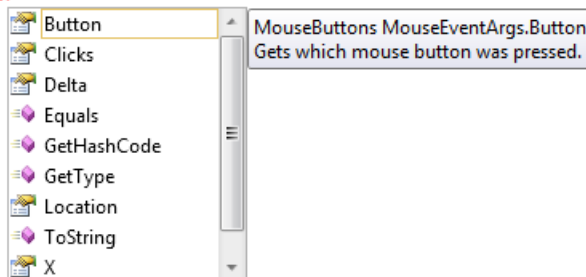 Button
Clicks
Delta
Equals
GetHashCode
GetType
Location
ToString
X
MouseButtons MouseEventArgs.Button
Gets which mouse button was pressed.